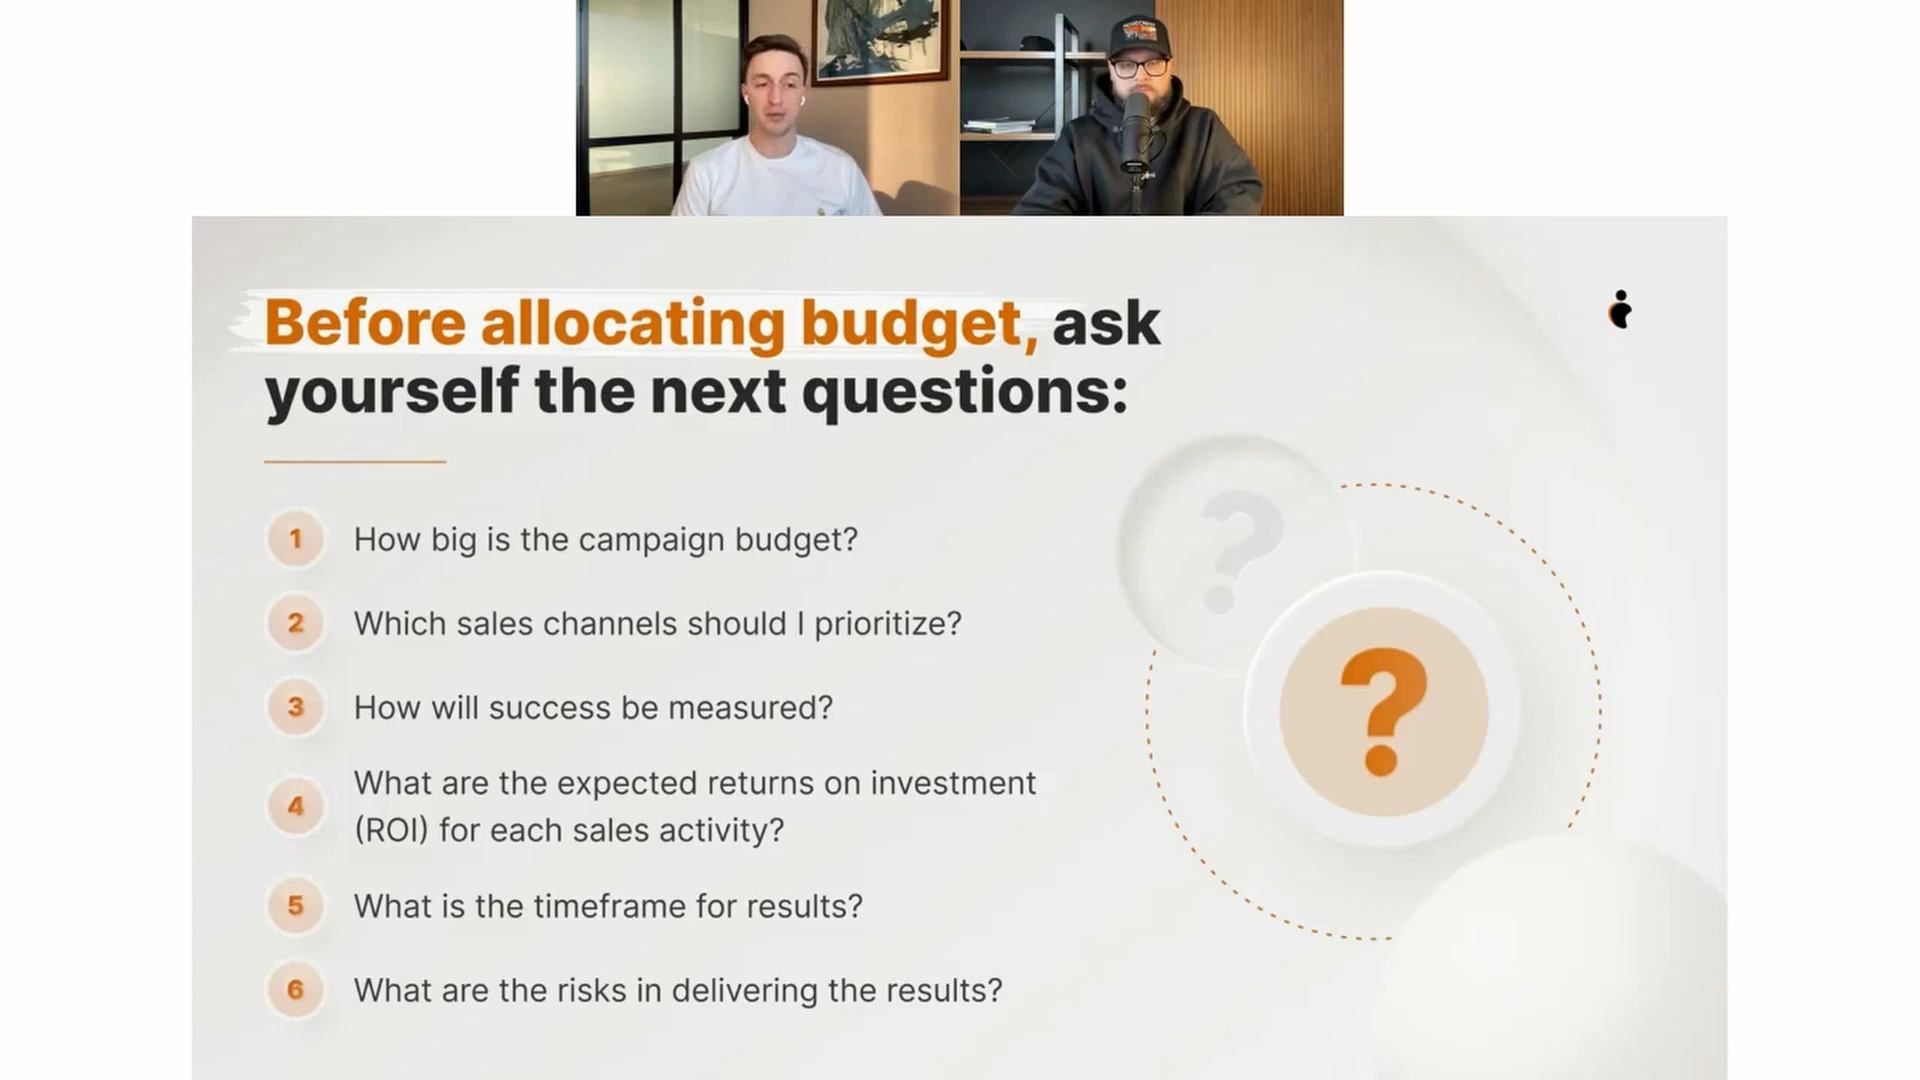 Before allocating budget, ask
yourself the next questions:
1 How big is the campaign budget?
2 Which sales channels should I prioritize?
3 How will success be measured?
4 What are the expected returns on investment
(ROI) for each sales activity?
5 What is the timeframe for results?
6 What are the risks in delivering the results?
?
?